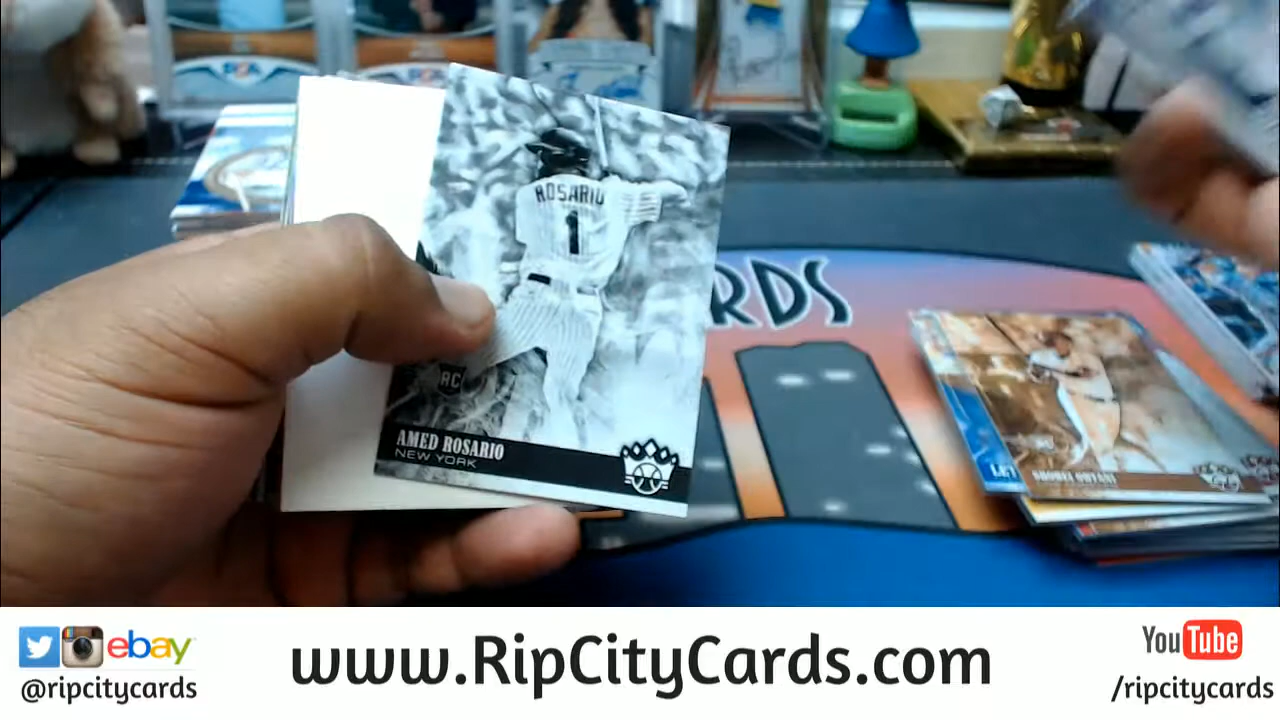 ROSARIO
1
RC
AMED ROSARIO
NEW YORK
RDS
ebay
@ripcitycards
www.RipCityCards.com
YouTube
/ripcitycards